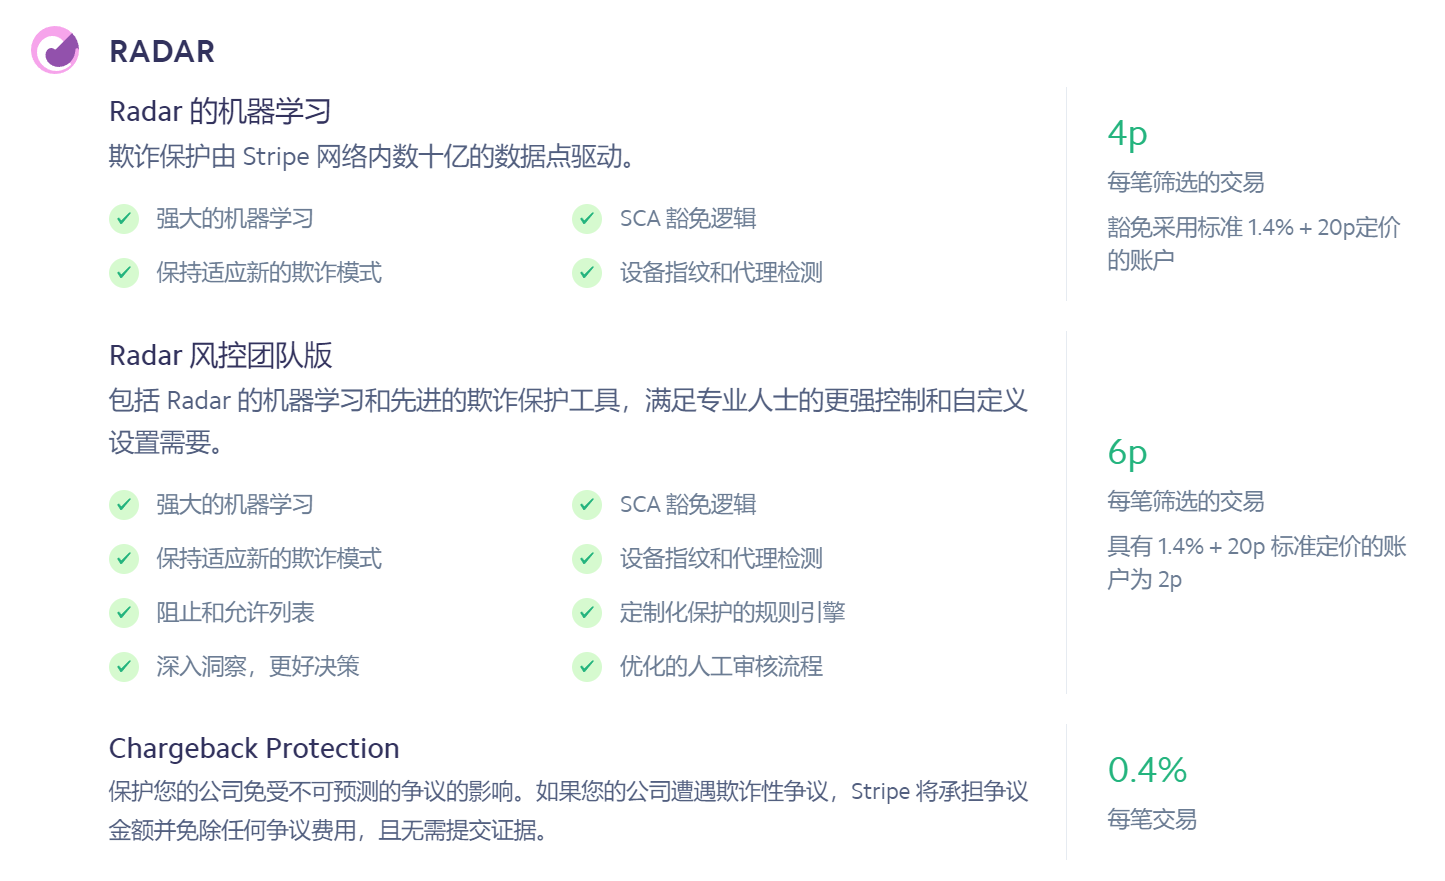 RADAR
Radar 的机器学习
欺诈保护由 Stripe 网络内数十亿的数据点驱动。
强大的机器学习
SCA 豁免逻辑
保持适应新的欺诈模式
设备指纹和代理检测
4p
每笔筛选的交易
豁免采用标准 1.4% + 20p定价
的账户
Radar 风控团队版
包括 Radar 的机器学习和先进的欺诈保护工具，满足专业人士的更强控制和自定义
设置需要。
强大的机器学习
SCA 豁免逻辑
保持适应新的欺诈模式
设备指纹和代理检测
阻止和允许列表
定制化保护的规则引擎
深入洞察，更好决策
优化的人工审核流程
6p
每笔筛选的交易
具有 1.4% + 20p 标准定价的账
户为 2p
Chargeback Protection
保护您的公司免受不可预测的争议的影响。如果您的公司遭遇欺诈性争议，Stripe 将承担争议
金额并免除任何争议费用，且无需提交证据。
0.4%
每笔交易